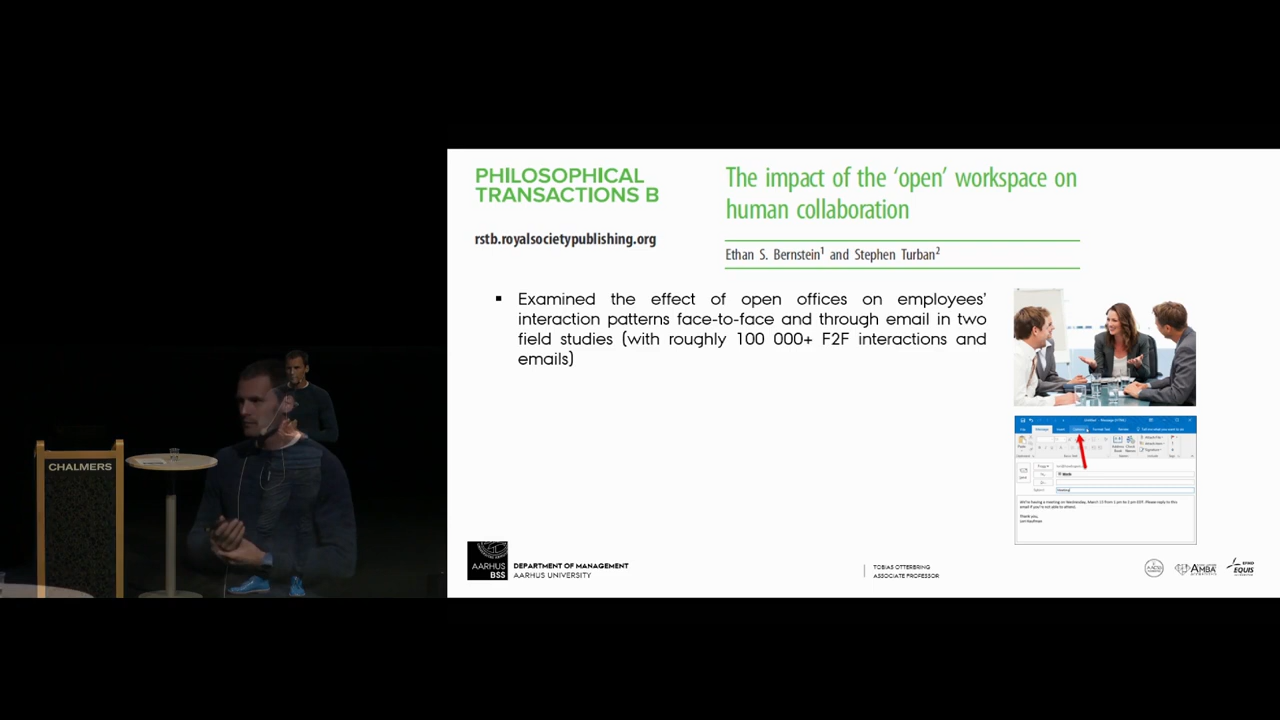 PHILOSOPHICAL
TRANSACTIONS B
rstb.royalsocietypublishing.org
The impact of the ‘open’ workspace on
human collaboration
Ethan S. Bernstein¹ and Stephen Turban²
▪ Examined the effect of open offices on employees’
interaction patterns face-to-face and through email in two
field studies (with roughly 100 000+ F2F interactions and
emails)
CHALMERS
AARHUS
BSS
DEPARTMENT OF MANAGEMENT
AARHUS UNIVERSITY
TOBIAS OTTERBRING
ASSOCIATE PROFESSOR
AMBA
EFMD
EQUIS